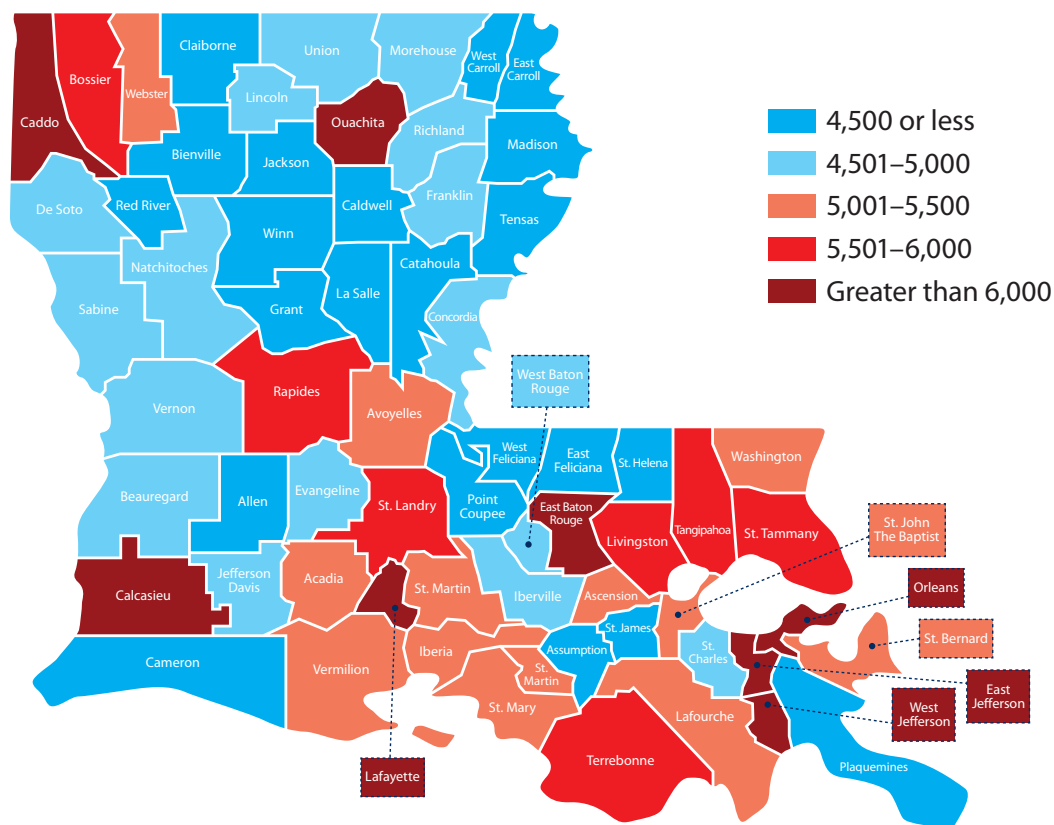 Claiborne
Union
Morehouse
West
Carroll
East
Carroll
Bossier
Webster
Lincoln
Caddo
Ouachita
Richland
Madison
Bienville
Jackson
De Soto
Red River
Caldwell
Franklin
Tensas
Winn
Natchitoches
Catahoula
La Salle
Sabine
Grant
Concordia
4,500 or less
4,501–5,000
5,001–5,500
5,501–6,000
Greater than 6,000
West Baton
Rouge
Rapides
Vernon
Avoyelles
West
Feliciana
East
Feliciana
St. Helena
Washington
Beauregard
Allen
Evangeline
St. Landry
Point
Coupee
East Baton
Rouge
Livingston
Tangipahoa
St. Tammany
St. John
The Baptist
Calcasieu
Jefferson
Davis
Acadia
St. Martin
Iberville
Ascension
Orleans
St. James
St. Bernard
Cameron
Vermilion
Iberia
Assumption
St.
Charles
St.
Martin
St. Mary
Lafourche
East
Jefferson
West
Jefferson
Terrebonne
Plaquemines
Lafayette